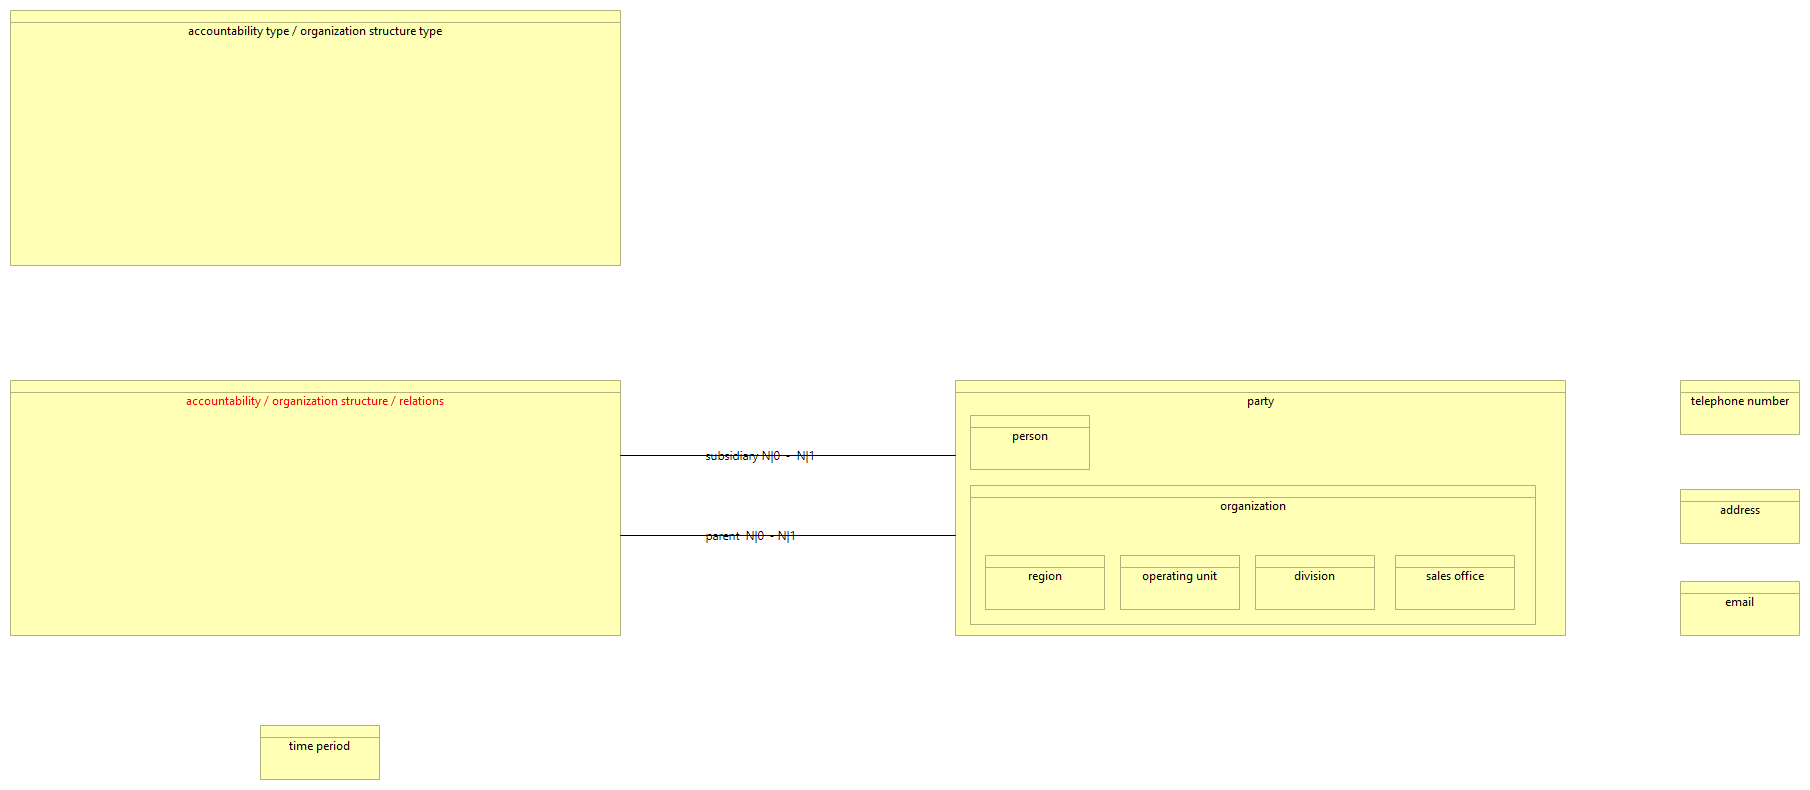 accountability type / organization structure type
accountability / organization structure / relations
party
telephone number
person
subsidiary N|0 - N|1
organization
address
parent N|0 - N|1
region
operating unit
division
sales office
email
time period